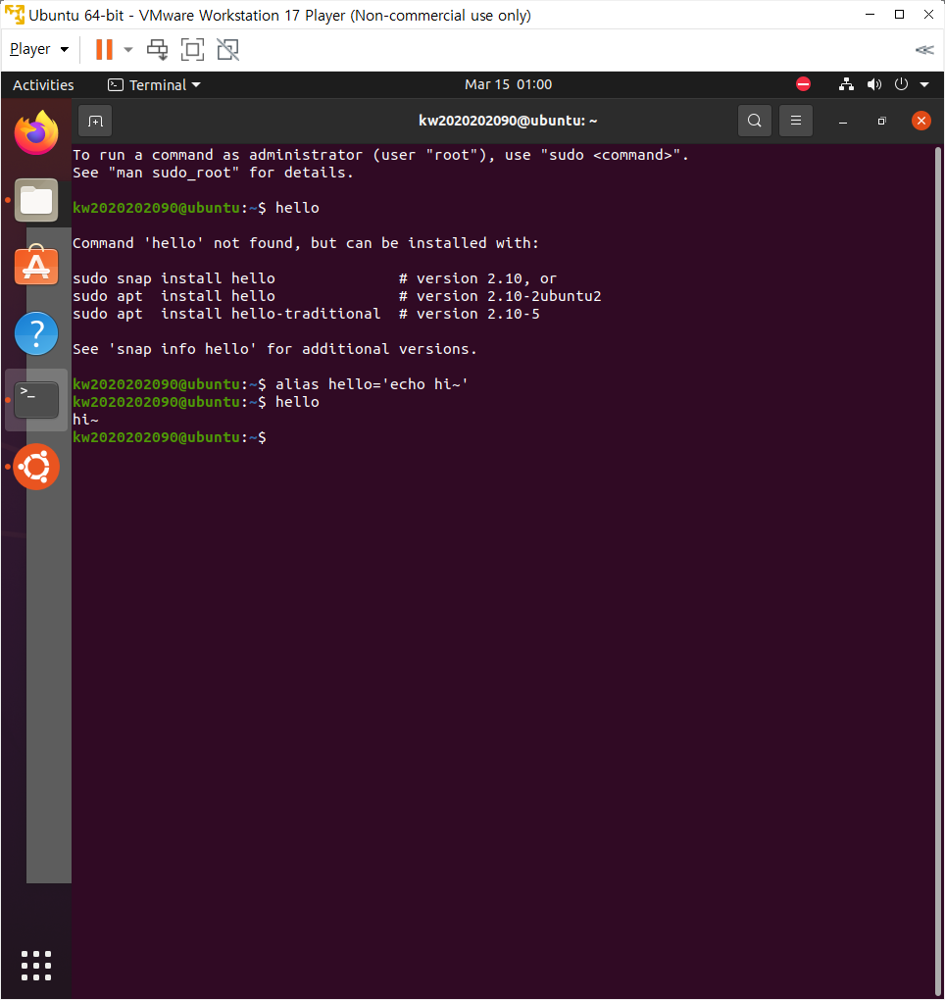 Ubuntu 64-bit - VMware Workstation 17 Player (Non-commercial use only)
Player
Activities
Terminal
Mar 15 01:00
kw2020202090@ubuntu: ~
To run a command as administrator (user "root"), use "sudo <command>".
See "man sudo_root" for details.
kw2020202090@ubuntu:~$ hello
Command 'hello' not found, but can be installed with:
sudo snap install hello              # version 2.10, or
sudo apt  install hello              # version 2.10-2ubuntu2
sudo apt  install hello-traditional  # version 2.10-5
See 'snap info hello' for additional versions.
kw2020202090@ubuntu:~$ alias hello='echo hi~'
kw2020202090@ubuntu:~$ hello
hi~
kw2020202090@ubuntu:~$